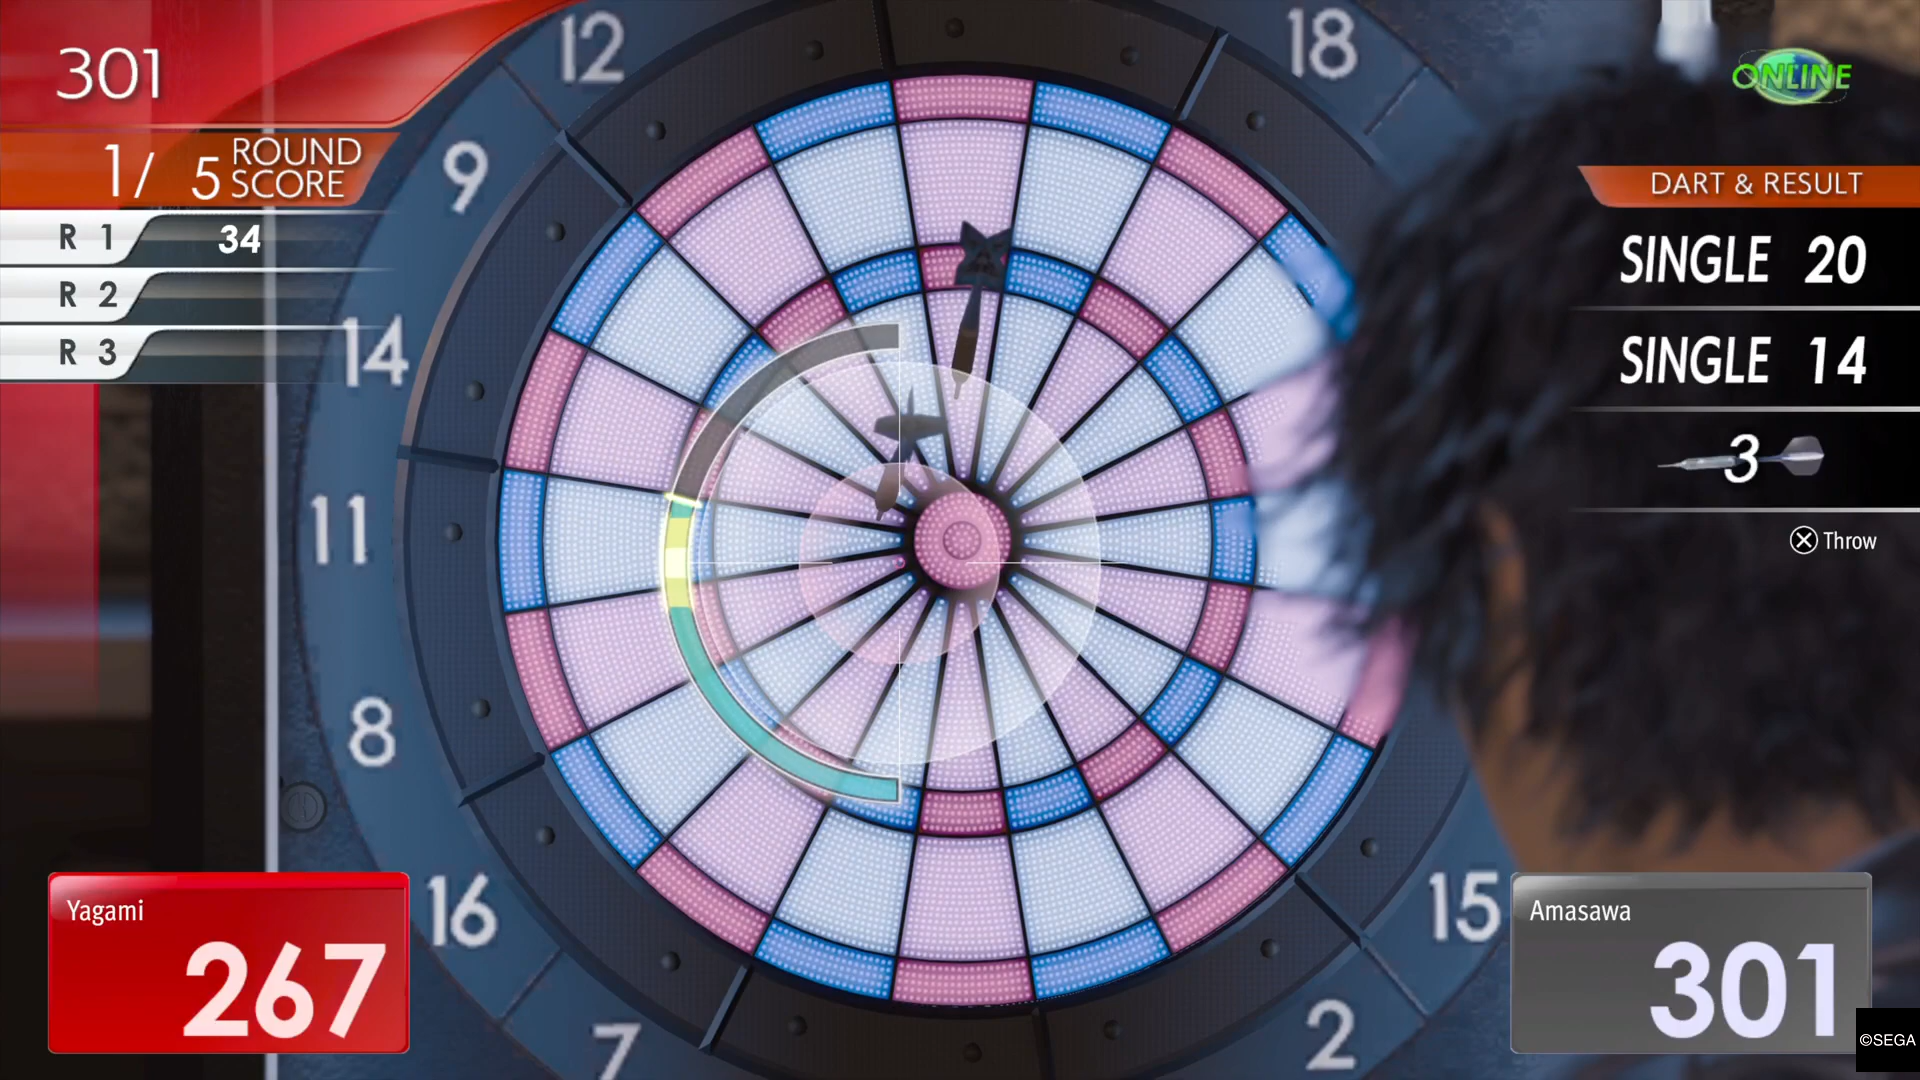 301
1/ 5 ROUND SCORE
R 1 34
R 2
R 3
12
18
9
14
11
8
16
7
2
15
ONLINE
DART & RESULT
SINGLE 20
SINGLE 14
3
Throw
Yagami
267
Amasawa
301
©SEGA